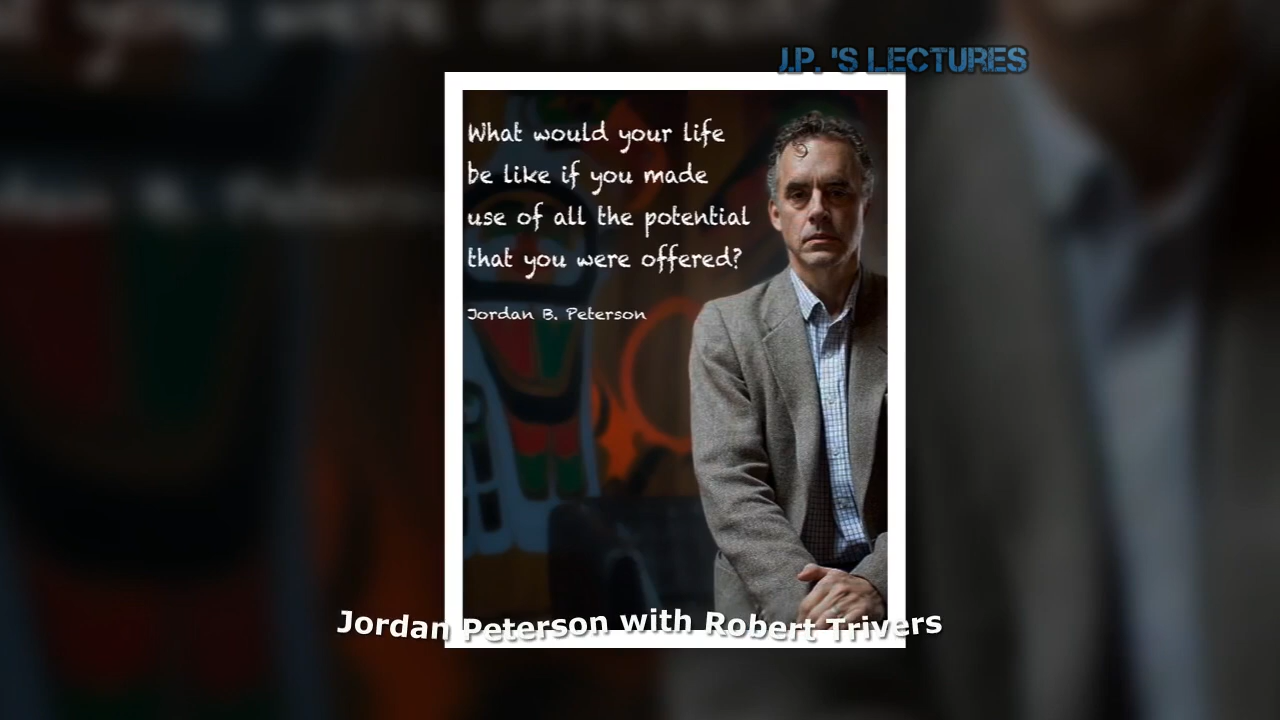 J.P. 'S LECTURES
What would your life
be like if you made
use of all the potential
that you were offered?
Jordan B. Peterson
Jordan Peterson with Robert Trivers